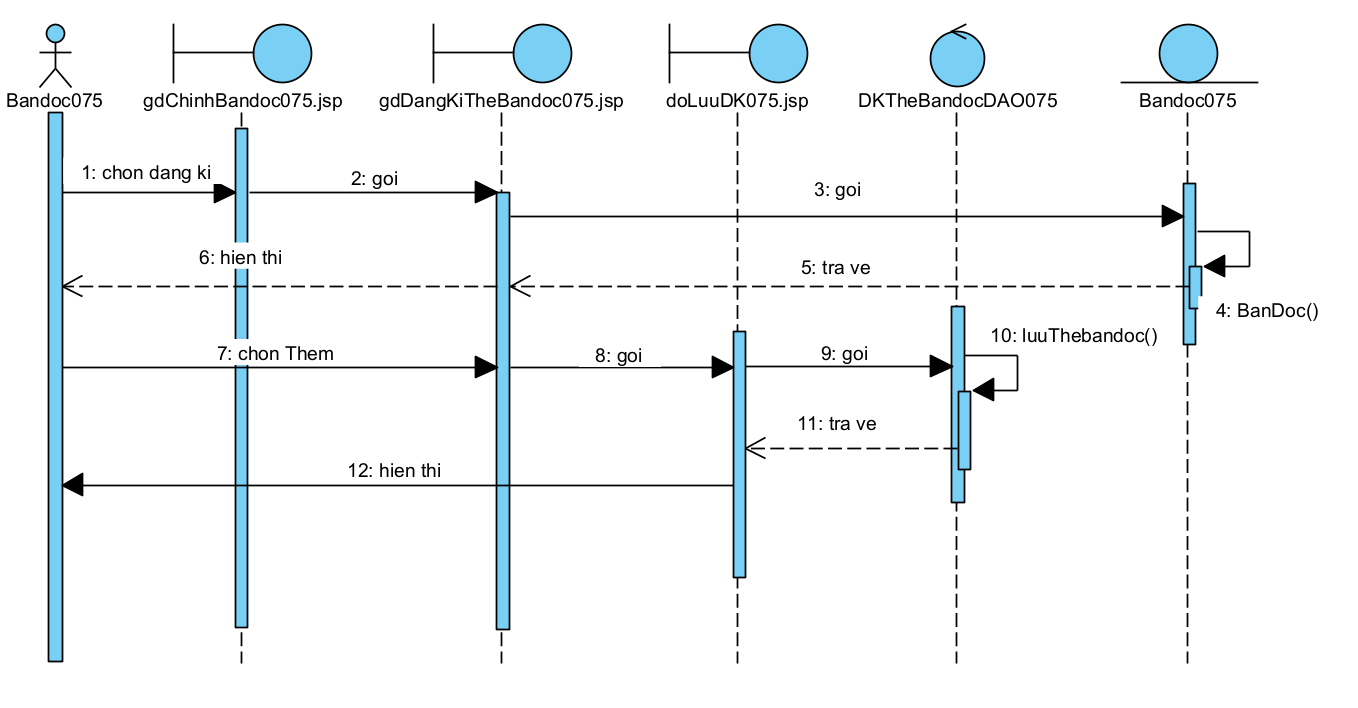 Bandoc075
gdChinhBandoc075.jsp
gdDangKiTheBandoc075.jsp
doLuuDK075.jsp
DKTheBandocDAO075
Bandoc075
1: chon dang ki
2: goi
3: goi
6: hien thi
5: tra ve
4: BanDoc()
10: luuThebandoc()
7: chon Them
8: goi
9: goi
11: tra ve
12: hien thi